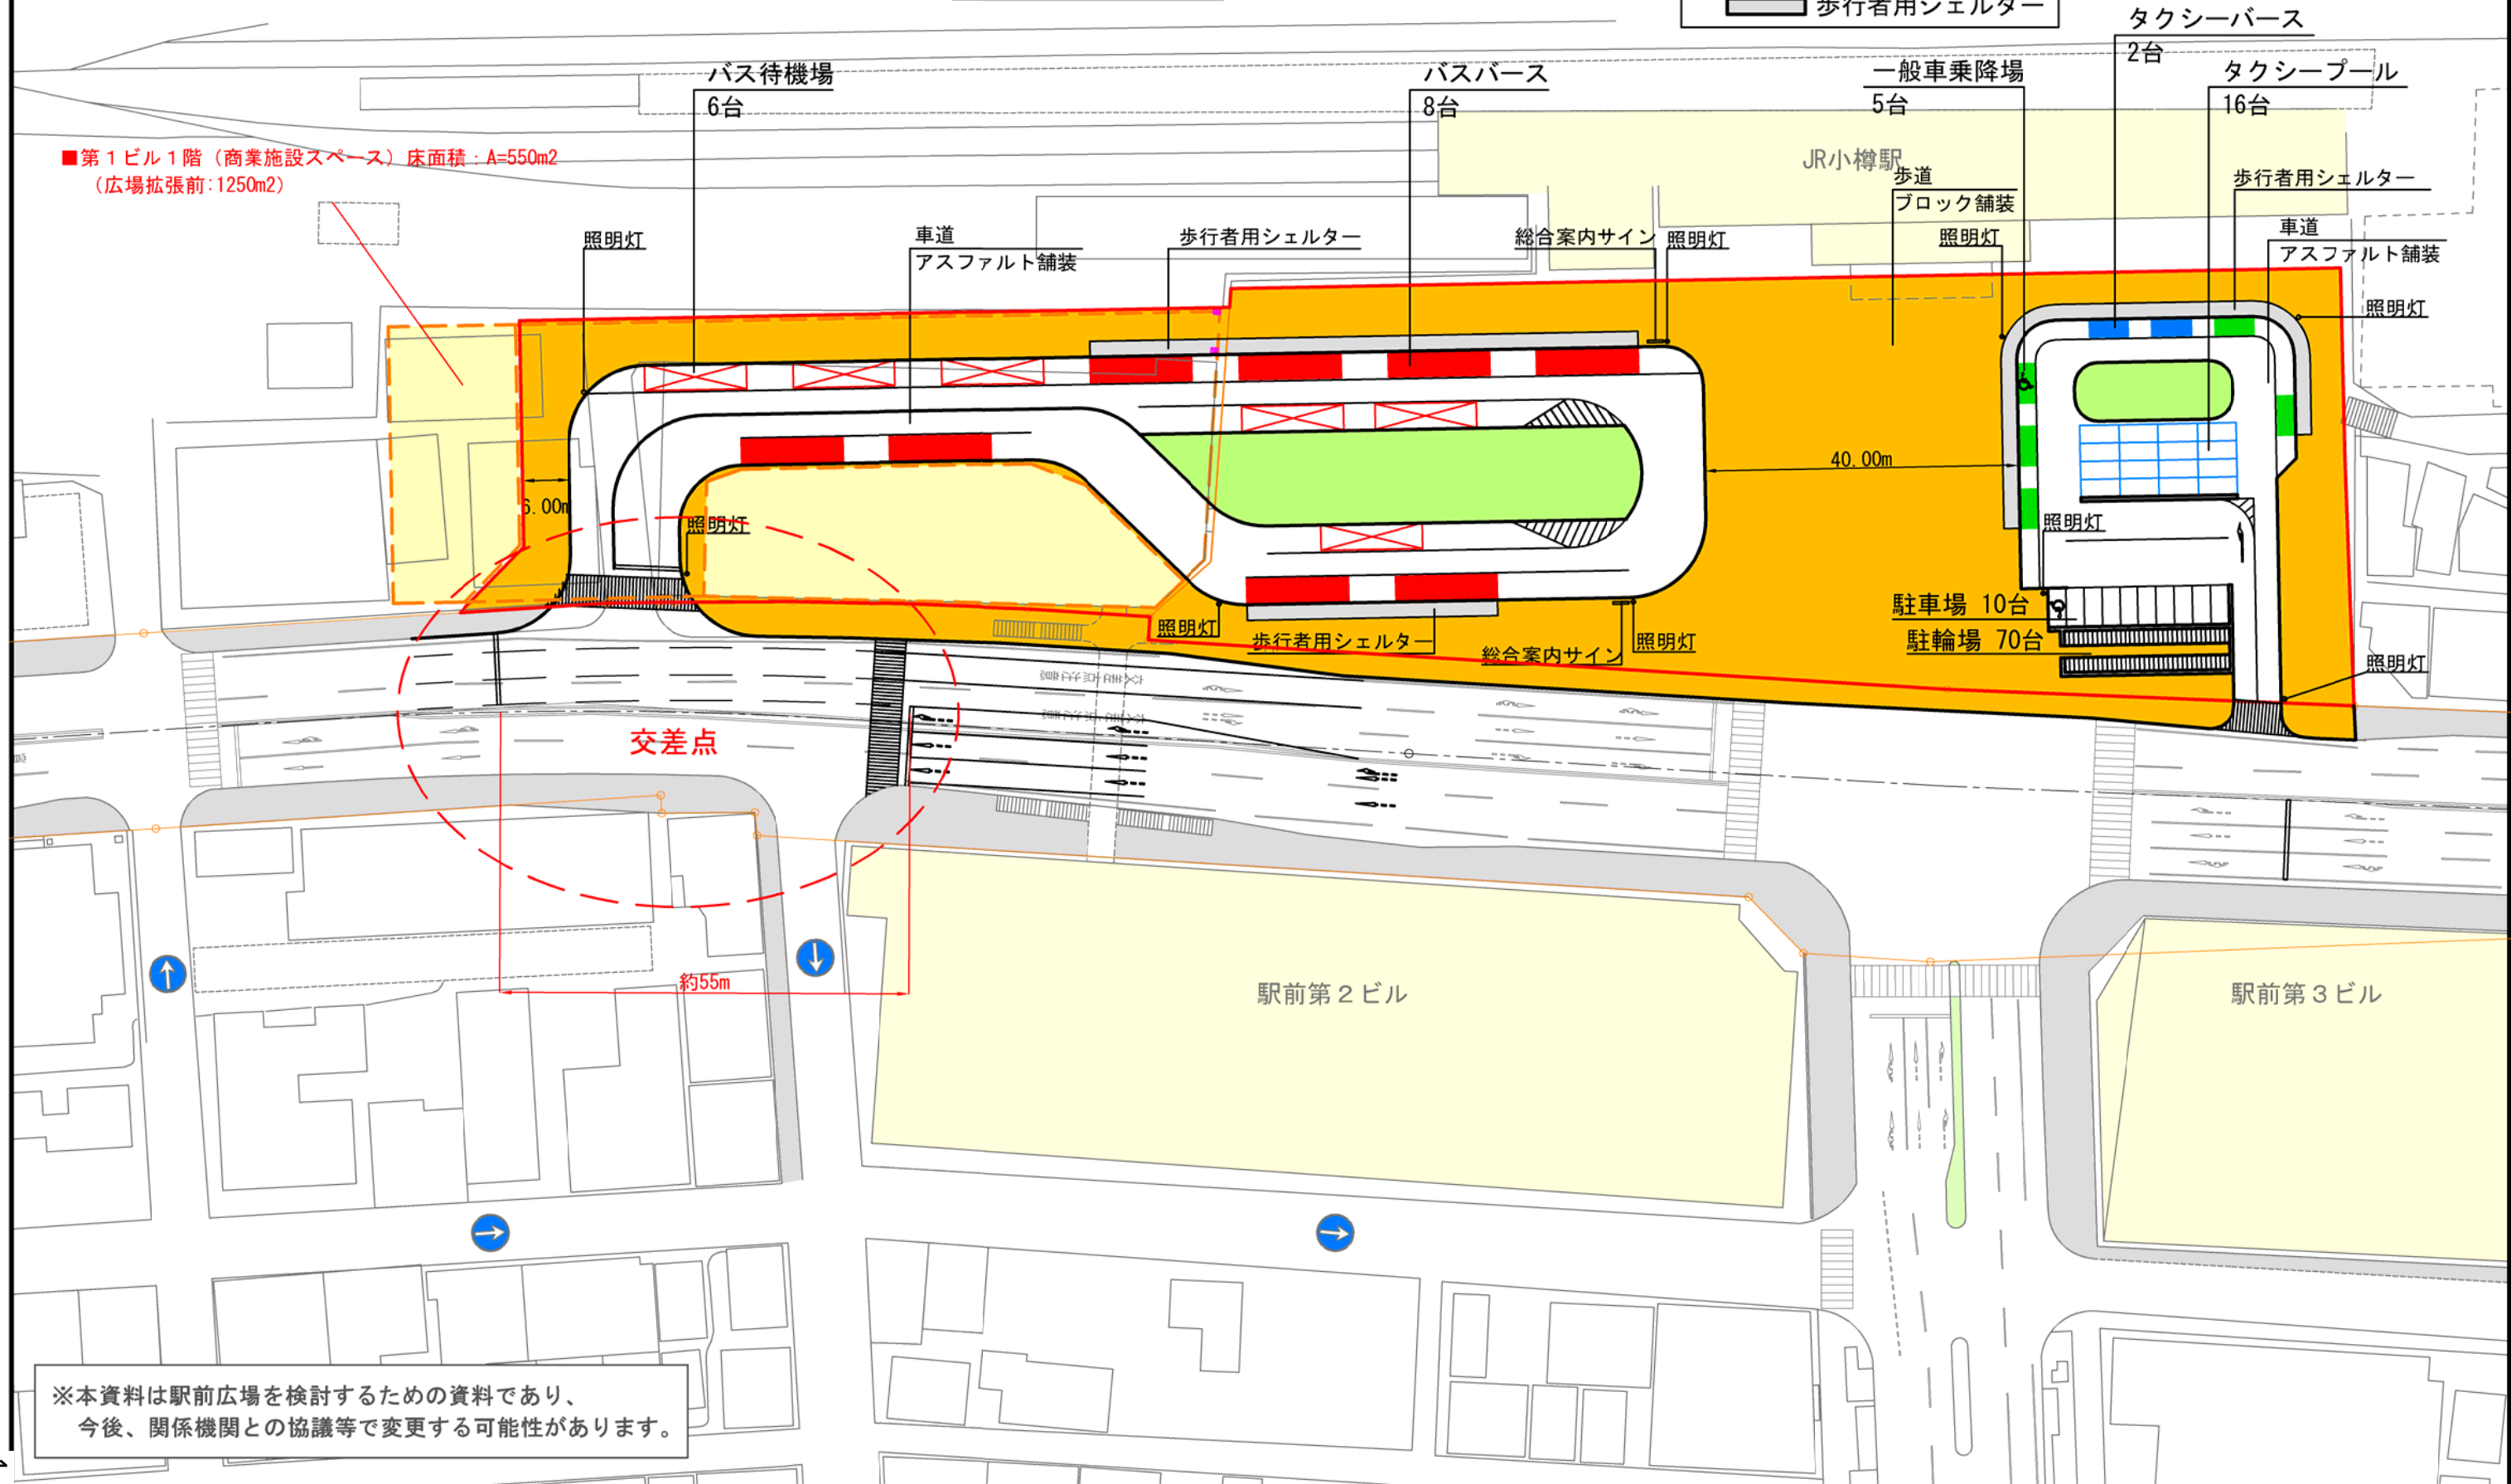 歩行者用シェルター
タクシーバース
2台
バス待機場
6台
バスバース
8台
一般車乗降場
5台
タクシープール
16台
■第１ビル１階（商業施設スペース）床面積：A=550m2
（広場拡張前:1250m2）
JR小樽駅
歩道
ブロック舗装
歩行者用シェルター
照明灯
車道
アスファルト舗装
歩行者用シェルター
総合案内サイン
照明灯
照明灯
車道
アスファルト舗装
照明灯
40.00m
6.00m
照明灯
照明灯
駐車場 10台
駐輪場 70台
照明灯
歩行者用シェルター
総合案内サイン
照明灯
照明灯
交差点
約55m
駅前第２ビル
駅前第３ビル
※本資料は駅前広場を検討するための資料であり、
今後、関係機関との協議等で変更する可能性があります。